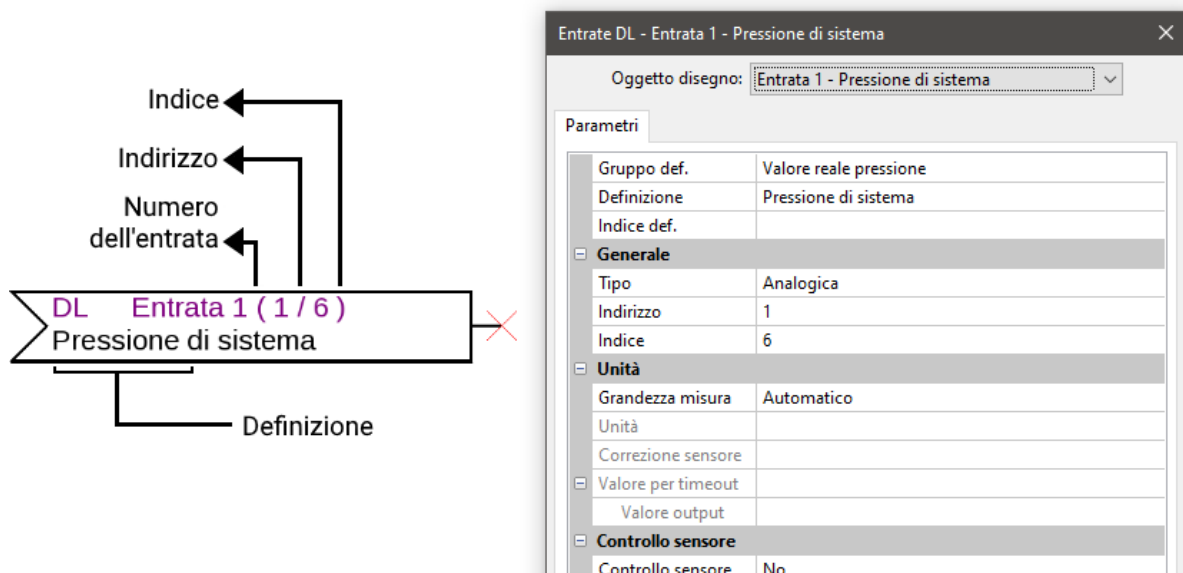 Indice
Indirizzo
Numero
dell'entrata
DL Entrata 1 ( 1 / 6 )
Pressione di sistema
Definizione
Entrate DL - Entrata 1 - Pressione di sistema
Oggetto disegno: Entrata 1 - Pressione di sistema
Parametri
Gruppo def. Valore reale pressione
Definizione Pressione di sistema
Indice def.
Generale
Tipo Analogica
Indirizzo 1
Indice 6
Unità
Grandezza misura Automatico
Unità
Correzione sensore
Valore per timeout
Valore output
Controllo sensore
Controllo sensore No